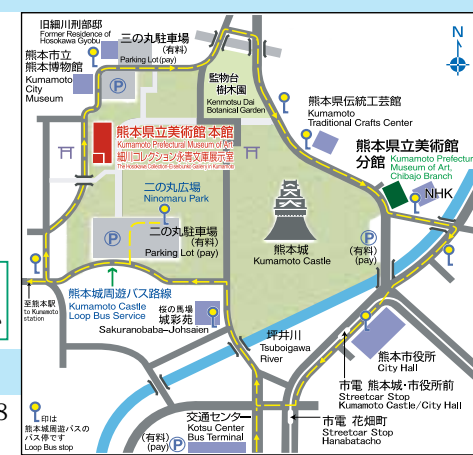 旧細川刑部邸
Former Residence of
Hosokawa Gyobu
三の丸駐車場
(有料)
Parking Lot(pay)
N
熊本市立
熊本博物館
Kumamoto
City
Museum
P
監物台
樹木園
Kenmotsu Dai
Botanical Garden
熊本県伝統工芸館
Kumamoto
Traditional Crafts Center
熊本県立美術館 本館
Kumamoto Prefectural Museum of Art
細川コレクション永青文庫展示室
The Hosokawa Collection-Eiseibunko Gallery in Kumamoto
熊本県立美術館
分館
Kumamoto Prefectur
Museum of Art,
Chibajo Branch
NHK
二の丸広場
Ninomaru Park
二の丸駐車場
(有料)
Parking Lot (pay)
P
熊本城
Kumamoto Castle
P
(有料)
(pay)
至熊本駅
to Kumamoto
station
熊本城周遊バス路線
Kumamoto Castle
Loop Bus Service
桜の馬場
城彩苑
Sakuranobaba-Johsaien
坪井川
Tsuboigawa
River
熊本市役所
City Hall
市電 熊本城・市役所前
Streetcar Stop
Kumamoto Castle/City Hall
市電 花畑町
Streetcar Stop
Hanabatacho
交通センター
Kotsu Center
Bus Terminal
(有料)
(pay)
P
印は
熊本城周遊バスの
バス停です
Loop Bus stop
8